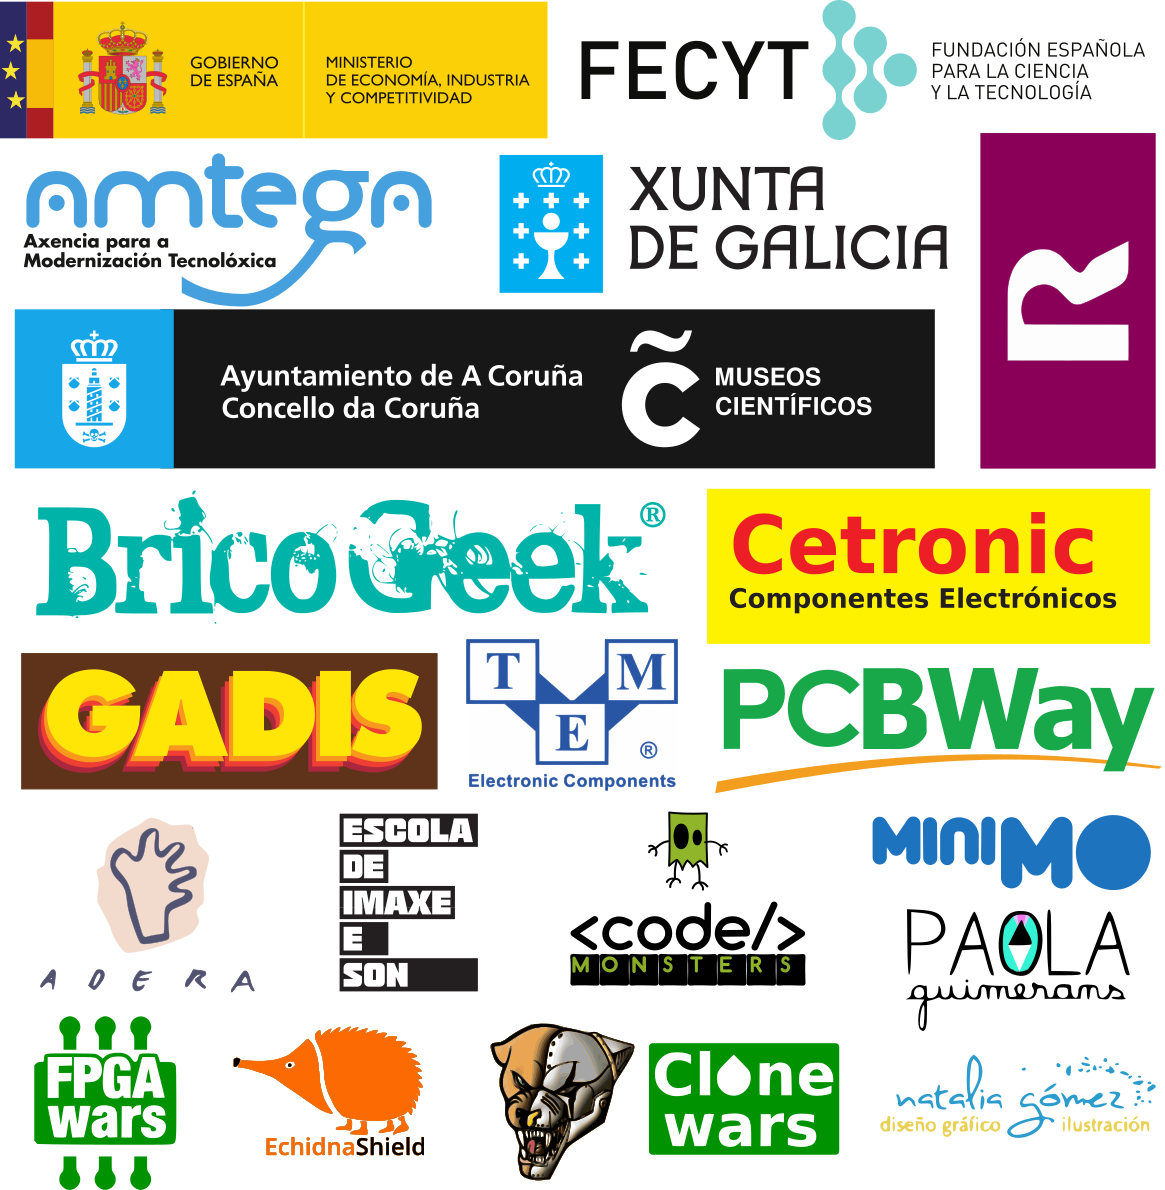 GOBIERNO
DE ESPAÑA
MINISTERIO
DE ECONOMÍA, INDUSTRIA
Y COMPETITIVIDAD
FECYT
FUNDACIÓN ESPAÑOLA
PARA LA CIENCIA
Y LA TECNOLOGÍA
amtega
Axencia para a
Modernización Tecnolóxica
XUNTA
DE GALICIA
R
Ayuntamiento de A Coruña
Concello da Coruña
MUSEOS
CIENTÍFICOS
BricoGeek®
Cetronic
Componentes Electrónicos
GADIS
TME®
Electronic Components
PCBWay
ADERA
ESCOLA
DE
IMAXE
E
SON
<code/>
MONSTERS
MINIMO
PAOLA
guimerans
FPGA
wars
EchidnaShield
Clone
wars
natalia gómez
diseño gráfico ilustración